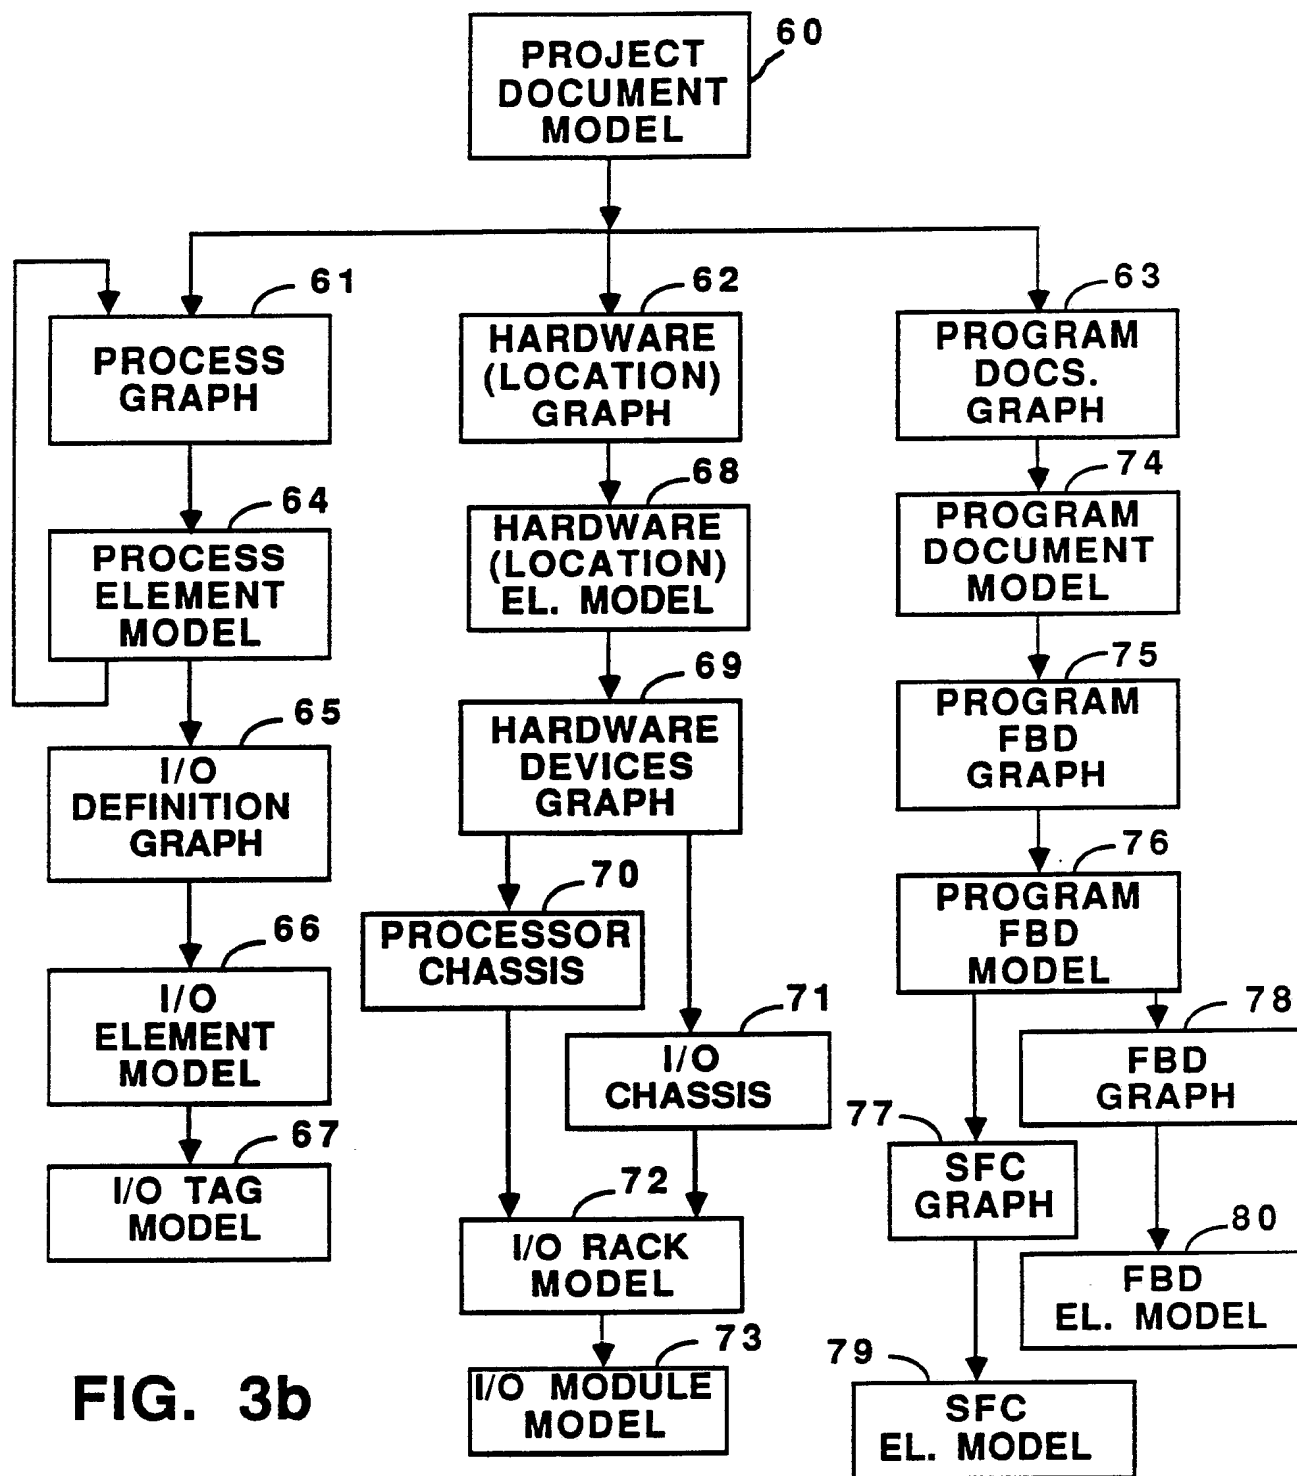 60
PROJECT
DOCUMENT
MODEL
61
PROCESS
GRAPH
62
HARDWARE
(LOCATION)
GRAPH
63
PROGRAM
DOCS.
GRAPH
64
PROCESS
ELEMENT
MODEL
68
HARDWARE
(LOCATION)
EL. MODEL
74
PROGRAM
DOCUMENT
MODEL
65
I/O
DEFINITION
GRAPH
69
HARDWARE
DEVICES
GRAPH
75
PROGRAM
FBD
GRAPH
66
I/O
ELEMENT
MODEL
70
PROCESSOR
CHASSIS
71
I/O
CHASSIS
76
PROGRAM
FBD
MODEL
67
I/O TAG
MODEL
72
I/O RACK
MODEL
77
SFC
GRAPH
78
FBD
GRAPH
73
I/O MODULE
MODEL
79
SFC
EL. MODEL
80
FBD
EL. MODEL
FIG. 3b